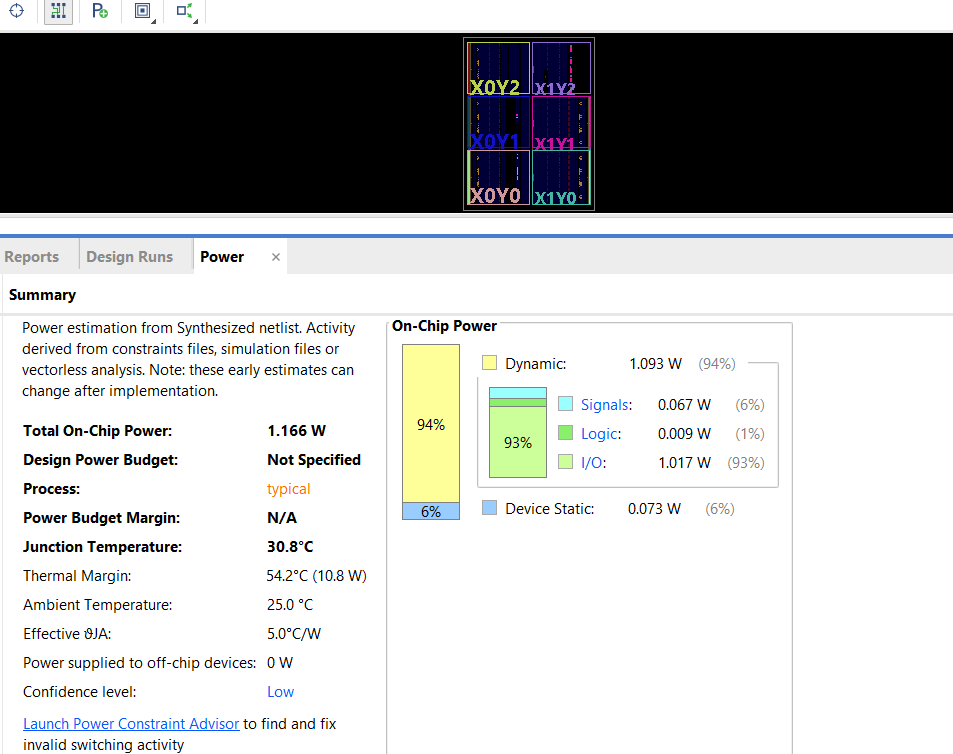 X0Y2 X1Y2
X0Y1 X1Y1
X0Y0 X1Y0
Reports Design Runs Power ×
Summary
Power estimation from Synthesized netlist. Activity
derived from constraints files, simulation files or
vectorless analysis. Note: these early estimates can
change after implementation.
Total On-Chip Power: 1.166 W
Design Power Budget: Not Specified
Process: typical
Power Budget Margin: N/A
Junction Temperature: 30.8°C
Thermal Margin: 54.2°C (10.8 W)
Ambient Temperature: 25.0 °C
Effective ϑJA: 5.0°C/W
Power supplied to off-chip devices: 0 W
Confidence level: Low
Launch Power Constraint Advisor to find and fix
invalid switching activity
On-Chip Power
94%
6%
Dynamic: 1.093 W (94%)
93%
Signals: 0.067 W (6%)
Logic: 0.009 W (1%)
I/O: 1.017 W (93%)
Device Static: 0.073 W (6%)